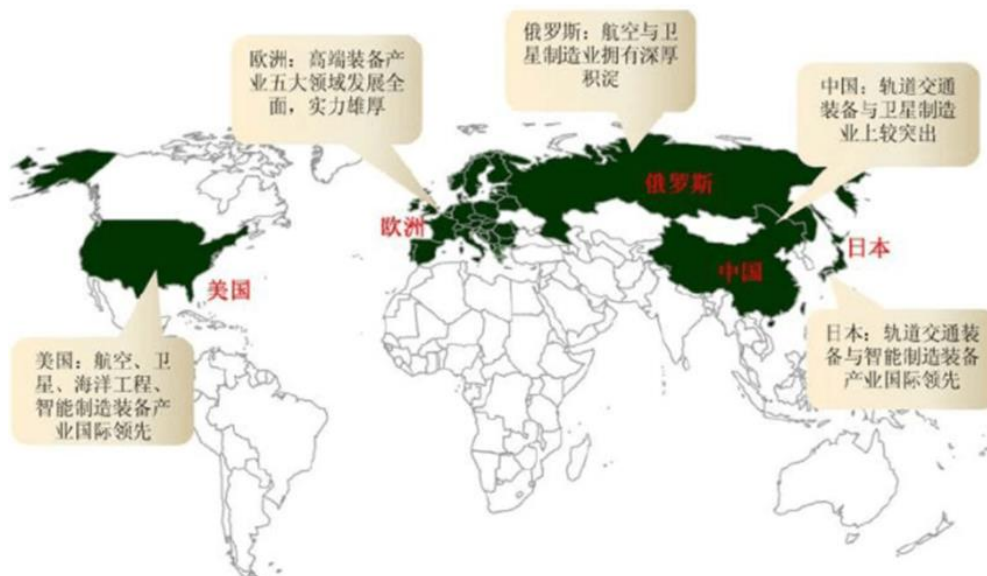 俄罗斯：航空与卫
星制造业拥有深厚
积淀
欧洲：高端装备产
业五大领域发展全
面，实力雄厚
中国：轨道交通
装备与卫星制造
业上较突出
俄罗斯
欧洲
日本
中国
美国
美国：航空、卫
星、海洋工程、
智能制造装备产
业国际领先
日本：轨道交通装
备与智能制造装备
产业国际领先